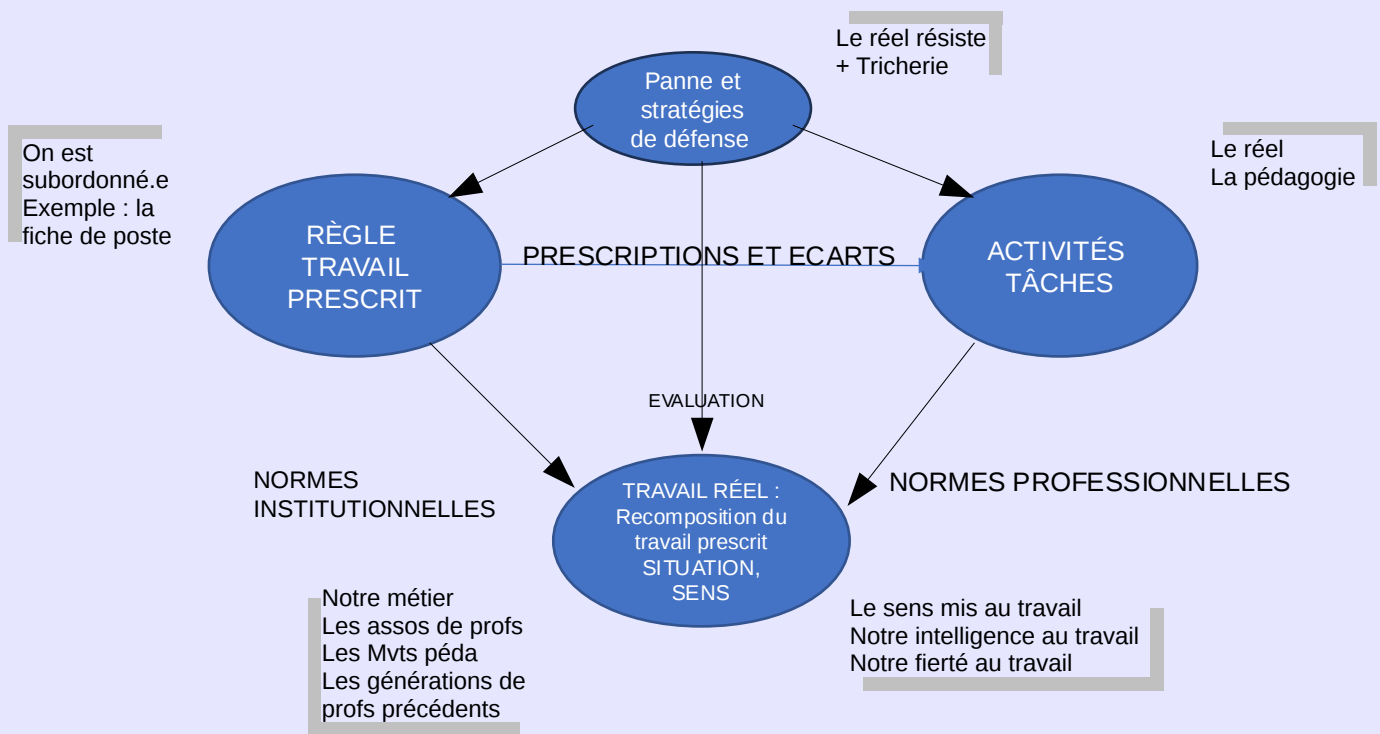 Le réel résiste
+ Tricherie
Panne et
stratégies
de défense
On est
subordonné.e
Exemple : la
fiche de poste
Le réel
La pédagogie
RÈGLE
TRAVAIL
PRESCRIT
PRESCRIPTIONS ET ECARTS
ACTIVITÉS
TÂCHES
EVALUATION
NORMES
INSTITUTIONNELLES
NORMES PROFESSIONNELLES
TRAVAIL RÉEL :
Recomposition du
travail prescrit
SITUATION,
SENS
Notre métier
Les assos de profs
Les Mvts péda
Les générations de
profs précédents
Le sens mis au travail
Notre intelligence au travail
Notre fierté au travail